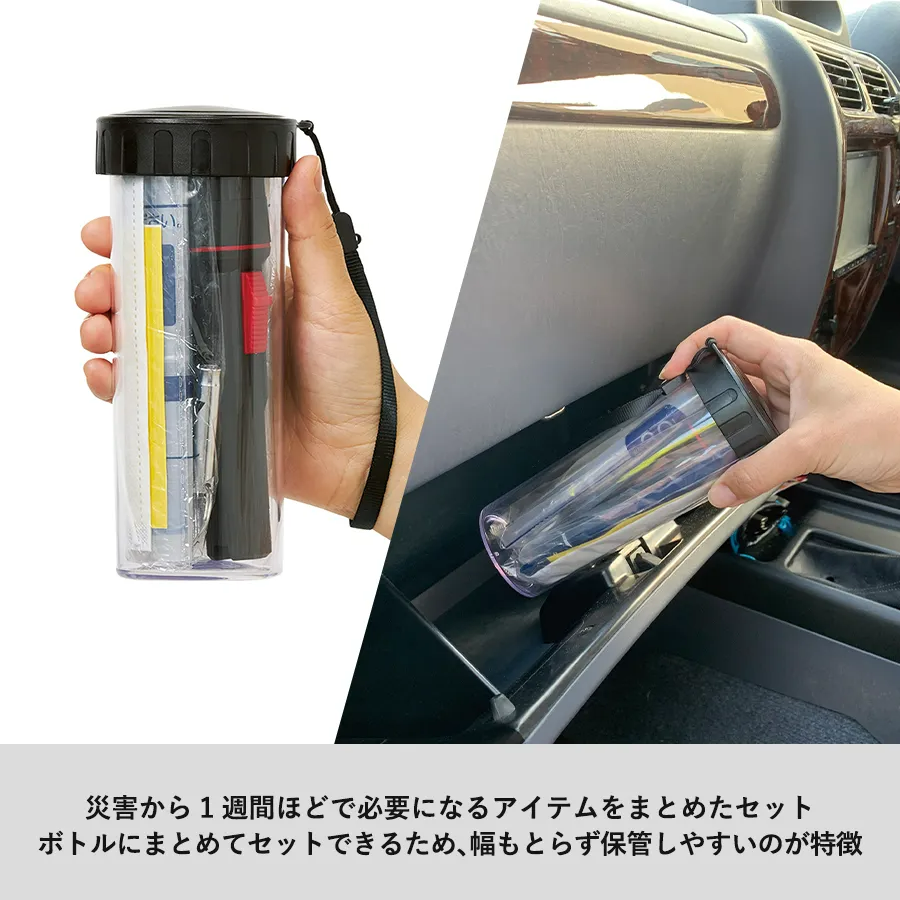 災害から1週間ほどで必要になるアイテムをまとめたセット
ボトルにまとめてセットできるため、幅もとらず保管しやすいのが特徴